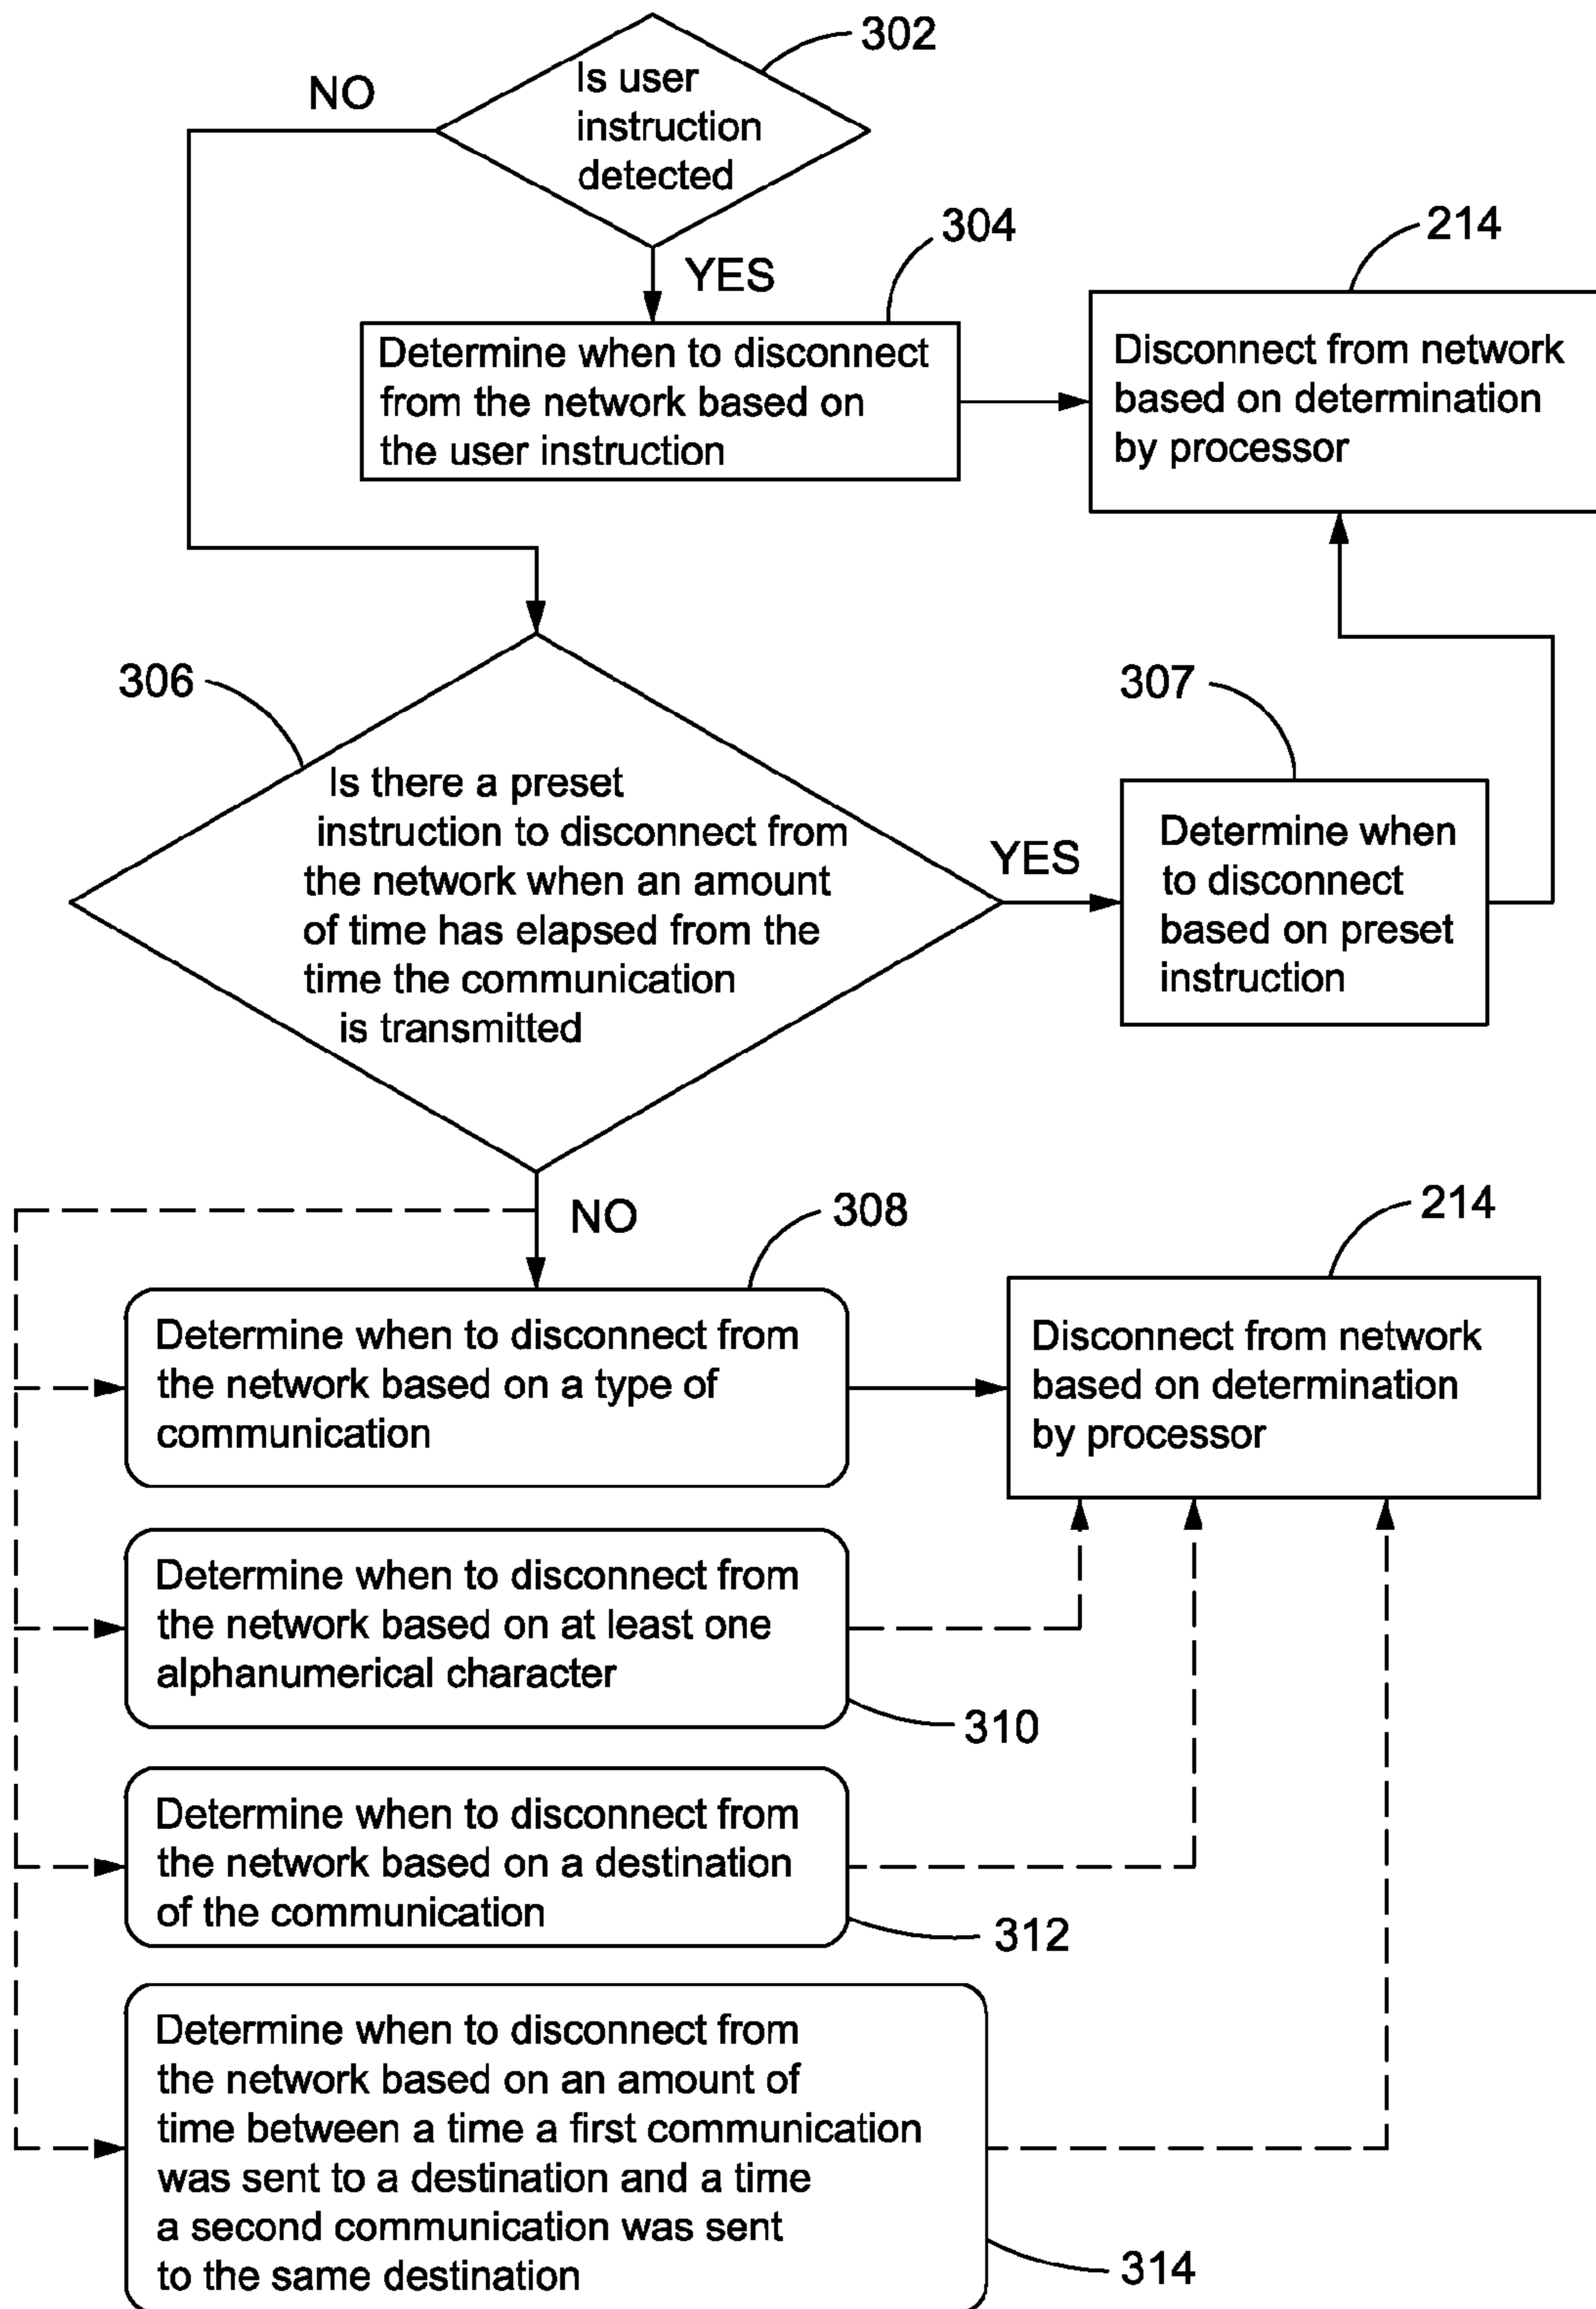 302
Is user
instruction
detected
NO
YES
304
Determine when to disconnect
from the network based on
the user instruction
214
Disconnect from network
based on determination
by processor
306
Is there a preset
instruction to disconnect from
the network when an amount
of time has elapsed from the
time the communication
is transmitted
YES
307
Determine when
to disconnect
based on preset
instruction
NO
308
Determine when to disconnect from
the network based on a type of
communication
214
Disconnect from network
based on determination
by processor
Determine when to disconnect from
the network based on at least one
alphanumerical character
310
Determine when to disconnect from
the network based on a destination
of the communication
312
Determine when to disconnect from
the network based on an amount of
time between a time a first communication
was sent to a destination and a time
a second communication was sent
to the same destination
314